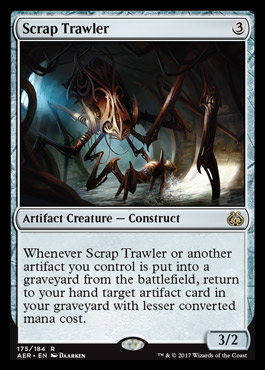 Scrap Trawler 3
Artifact Creature — Construct
Whenever Scrap Trawler or another
artifact you control is put into a
graveyard from the battlefield, return
to your hand target artifact card in
your graveyard with lesser converted
mana cost.
3/2
175/184 R
AER • EN Daarken
™ & © 2017 Wizards of the Coast